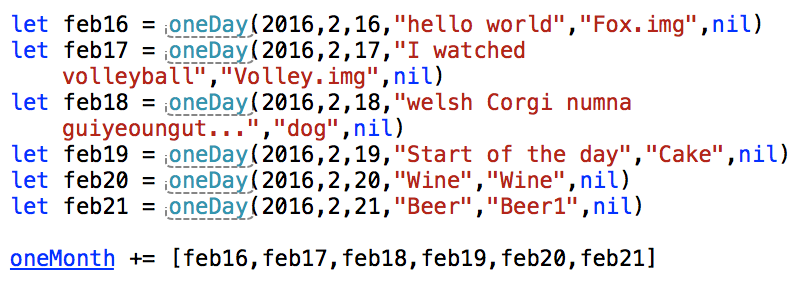 let feb16 = oneDay(2016,2,16,"hello world","Fox.img",nil)
let feb17 = oneDay(2016,2,17,"I watched
volleyball","Volley.img",nil)
let feb18 = oneDay(2016,2,18,"welsh Corgi numna
guiyeoungut...","dog",nil)
let feb19 = oneDay(2016,2,19,"Start of the day","Cake",nil)
let feb20 = oneDay(2016,2,20,"Wine","Wine",nil)
let feb21 = oneDay(2016,2,21,"Beer","Beer1",nil)
oneMonth += [feb16,feb17,feb18,feb19,feb20,feb21]